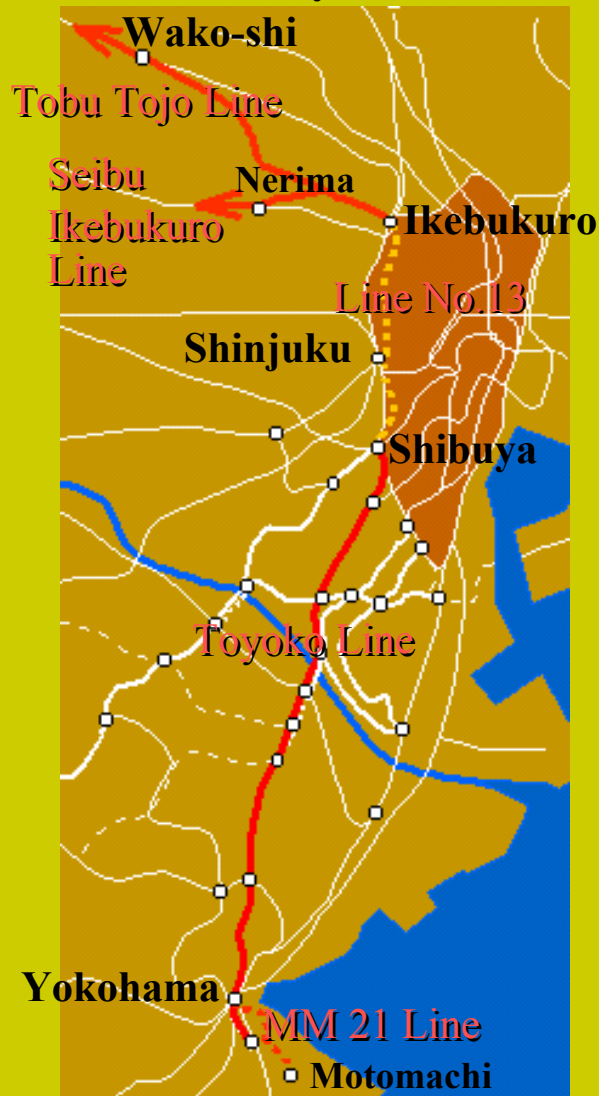 Wako-shi
Tobu Tojo Line
Seibu
Nerima
Ikebukuro
Ikebukuro
Line
Line No.13
Shinjuku
Shibuya
Toyoko Line
Yokohama
MM 21 Line
Motomachi